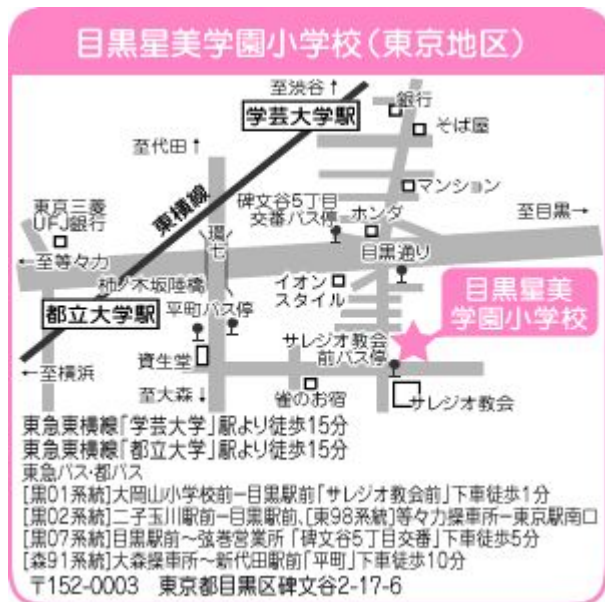 目黒星美学園小学校(東京地区)
至渋谷↑
学芸大学駅
銀行
そば屋
至代田↑
東横線
マンション
東京三菱
UFJ銀行
碑文谷5丁目
交番バス停
ホンダ
至目黒→
環七
目黒通り
←至等々力
柿ノ木坂陸橋
イオン
スタイル
目黒星美
学園小学校
都立大学駅
平町バス停
サレジオ教会
前バス停
資生堂
←至横浜
至大森↓
雀のお宿
サレジオ教会
東急東横線「学芸大学」駅より徒歩15分
東急東横線「都立大学」駅より徒歩15分
東急バス・都バス
[黒01系統]大岡山小学校前ー目黒駅前「サレジオ教会前」下車徒歩1分
[黒02系統]二子玉川駅前ー目黒駅前、[東98系統]等々力操車所ー東京駅南口
[黒07系統]目黒駅前〜弦巻営業所「碑文谷5丁目交番」下車徒歩5分
[森91系統]大森操車所〜新代田駅前「平町」下車徒歩10分
〒152-0003 東京都目黒区碑文谷2-17-6